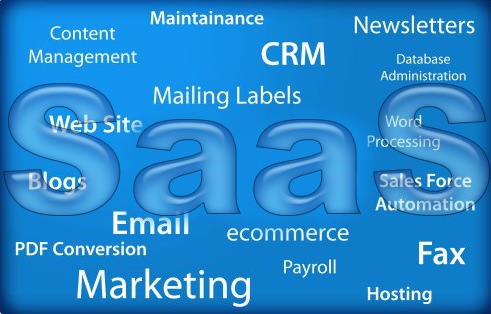 Maintainance
Content
Management
CRM
Newsletters
Database
Administration
Mailing Labels
SaaS
Web Site
Word
Processing
Blogs
Sales Force
Automation
Email
ecommerce
PDF Conversion
Fax
Payroll
Marketing
Hosting